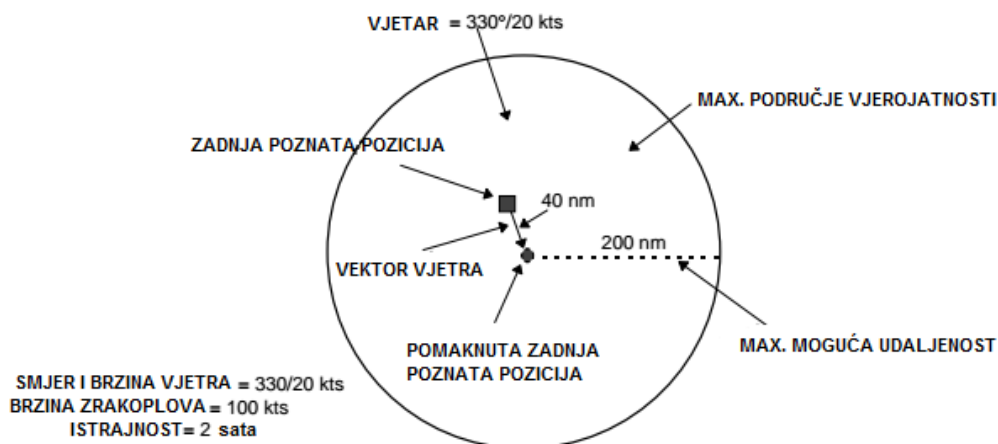 VJETAR = 330º/20 kts
MAX. PODRUČJE VJEROJATNOSTI
ZADNJA POZNATA POZICIJA
40 nm
200 nm
VEKTOR VJETRA
MAX. MOGUĆA UDALJENOST
POMAKNUTA ZADNJA
POZNATA POZICIJA
SMJER I BRZINA VJETRA = 330/20 kts
BRZINA ZRAKOPLOVA = 100 kts
ISTRAJNOST= 2 sata